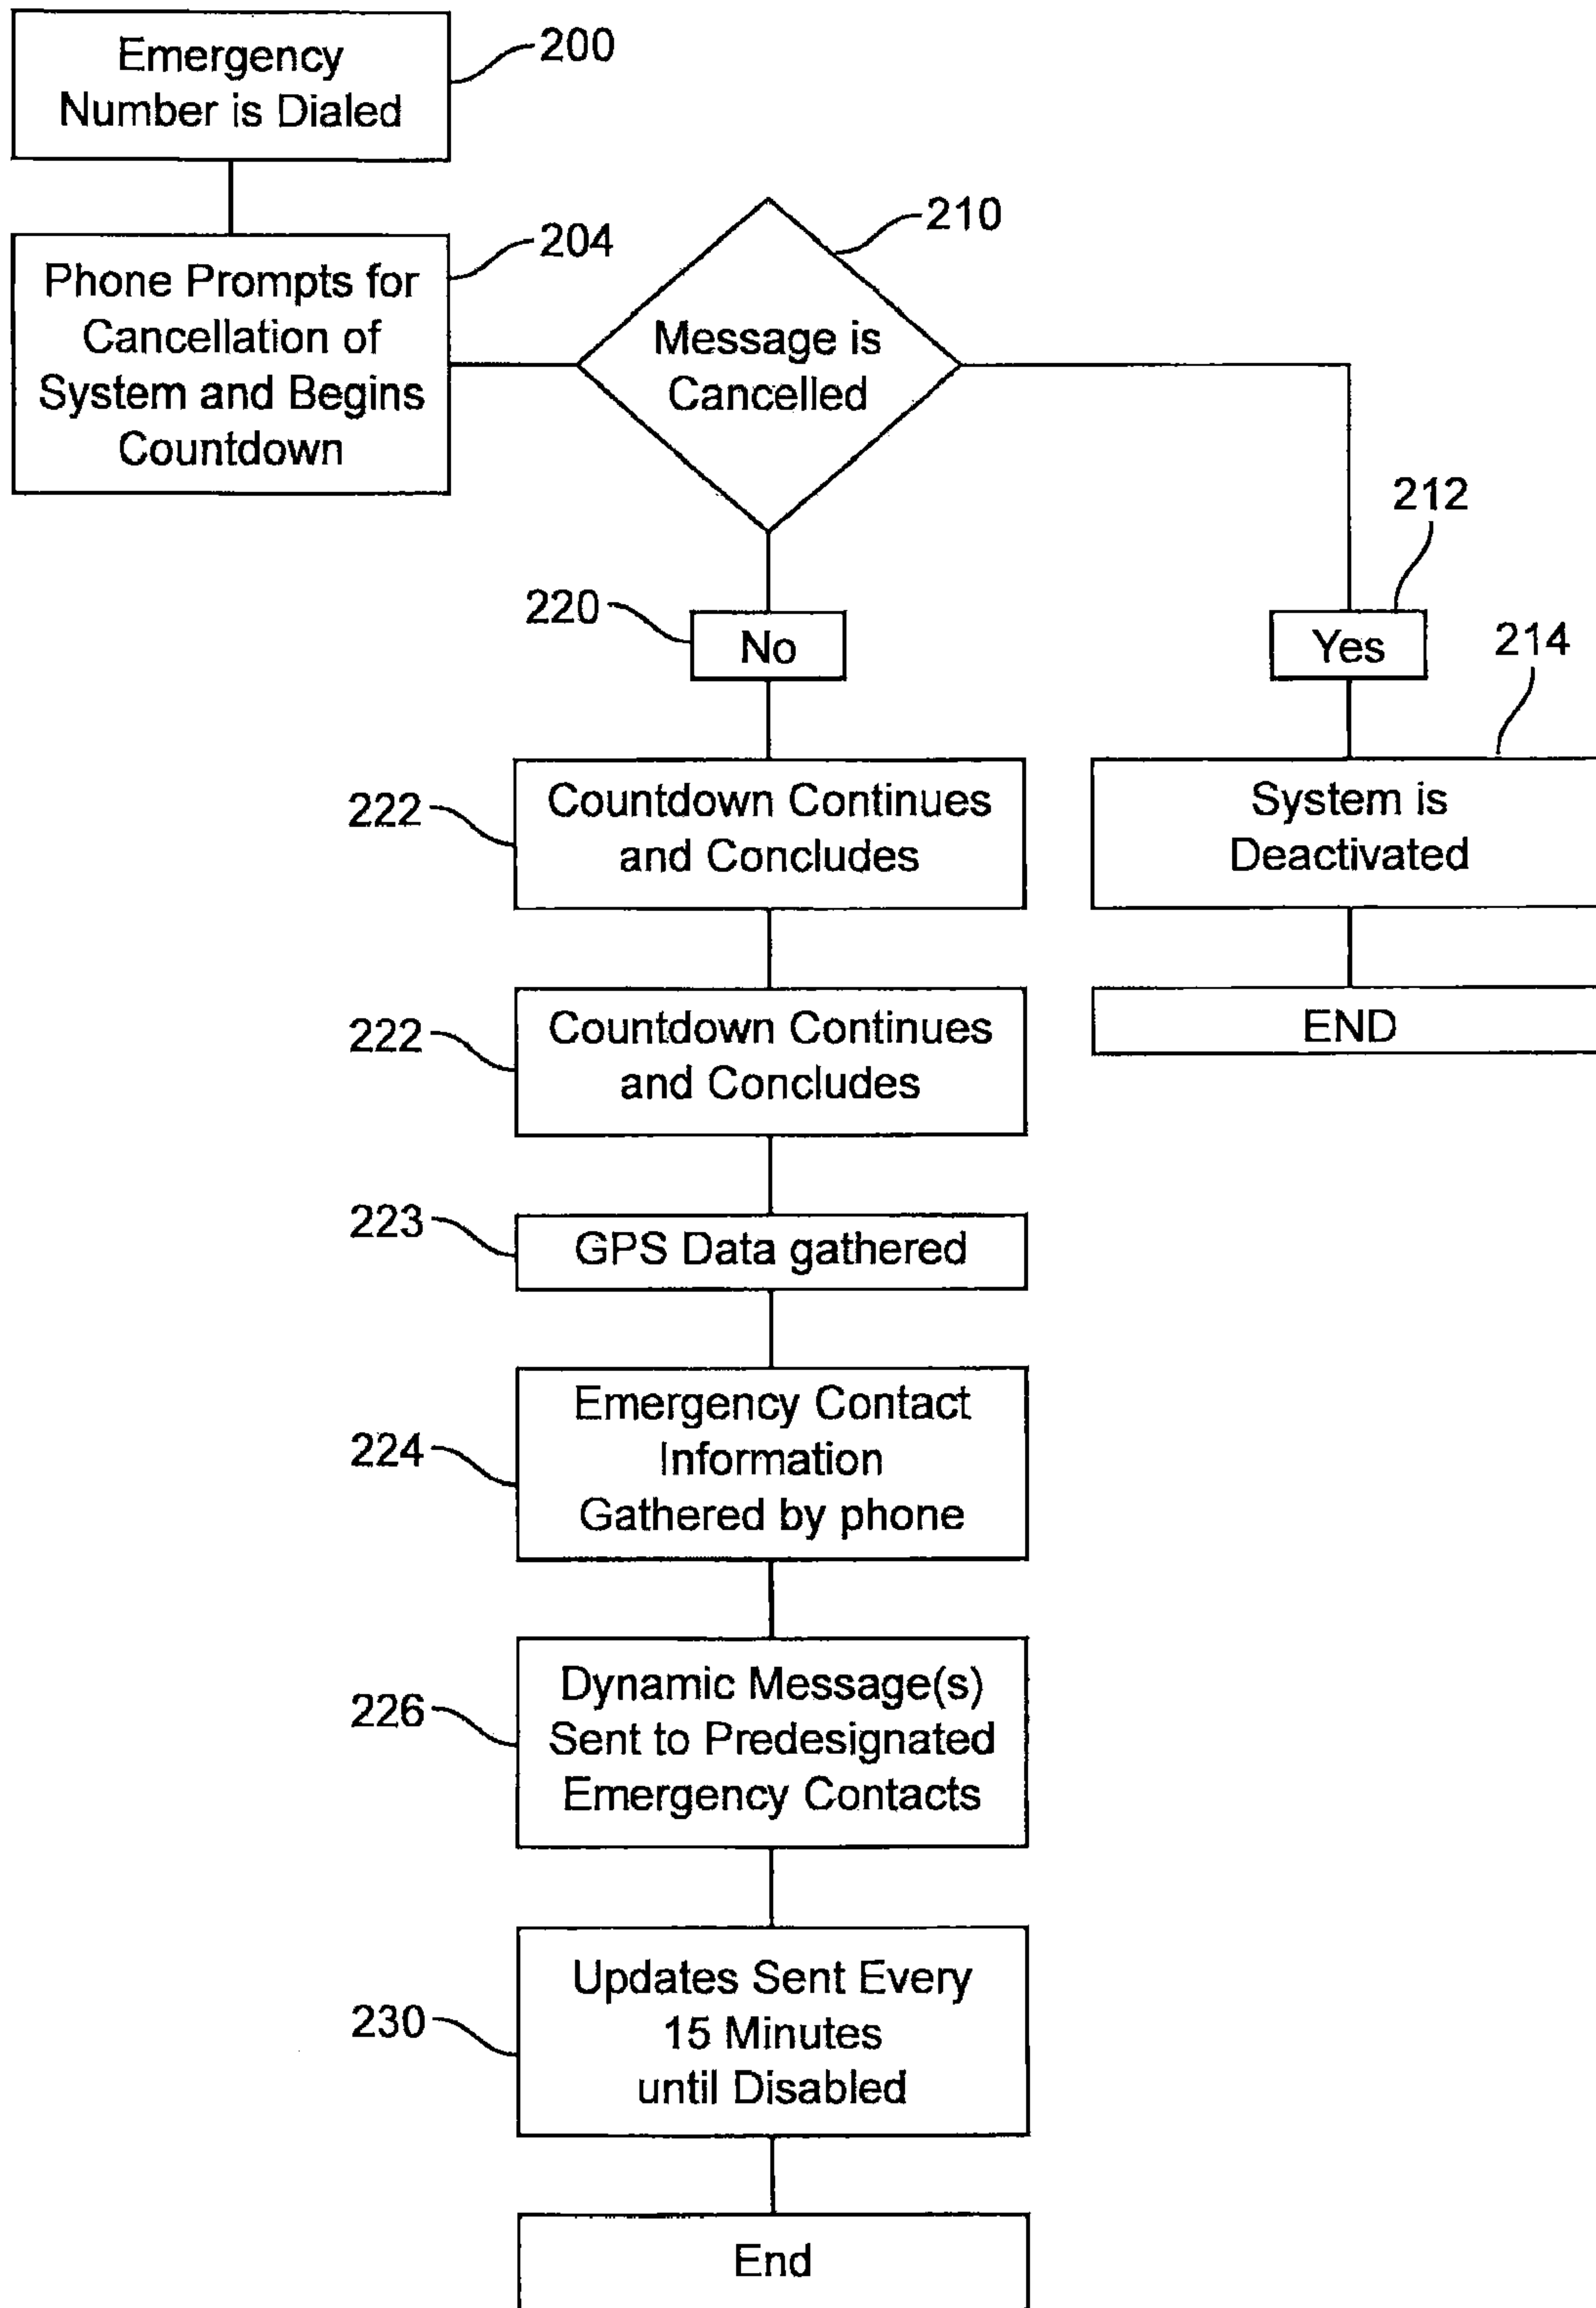 Emergency
Number is Dialed
200
Phone Prompts for
Cancellation of
System and Begins
Countdown
204
Message is
Cancelled
210
212
Yes
214
System is
Deactivated
END
220
No
222
Countdown Continues
and Concludes
222
Countdown Continues
and Concludes
223
GPS Data gathered
224
Emergency Contact
Information
Gathered by phone
226
Dynamic Message(s)
Sent to Predesignated
Emergency Contacts
230
Updates Sent Every
15 Minutes
until Disabled
End